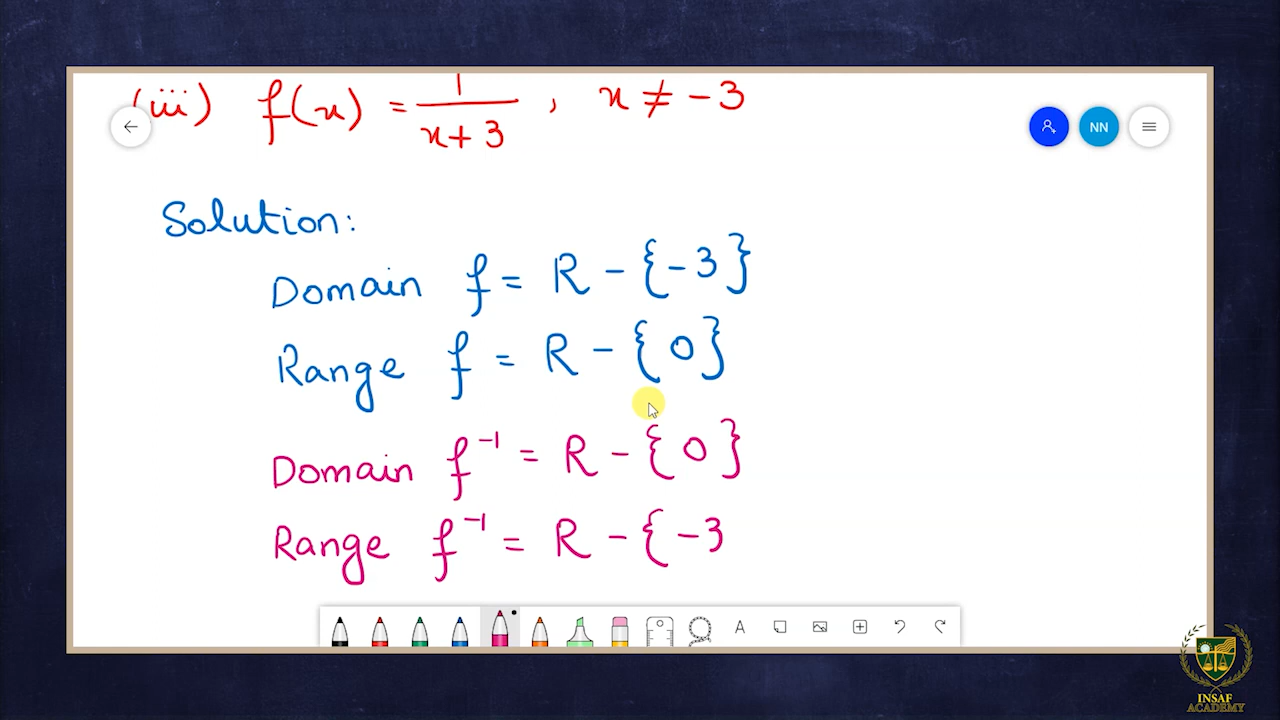 (iii) f(x) = 1/(x+3) , x ≠ -3
NN
Solution:
Domain f = R - {-3}
Range f = R - {0}
Domain f⁻¹ = R - {0}
Range f⁻¹ = R - {-3
A
INSAF
ACADEMY